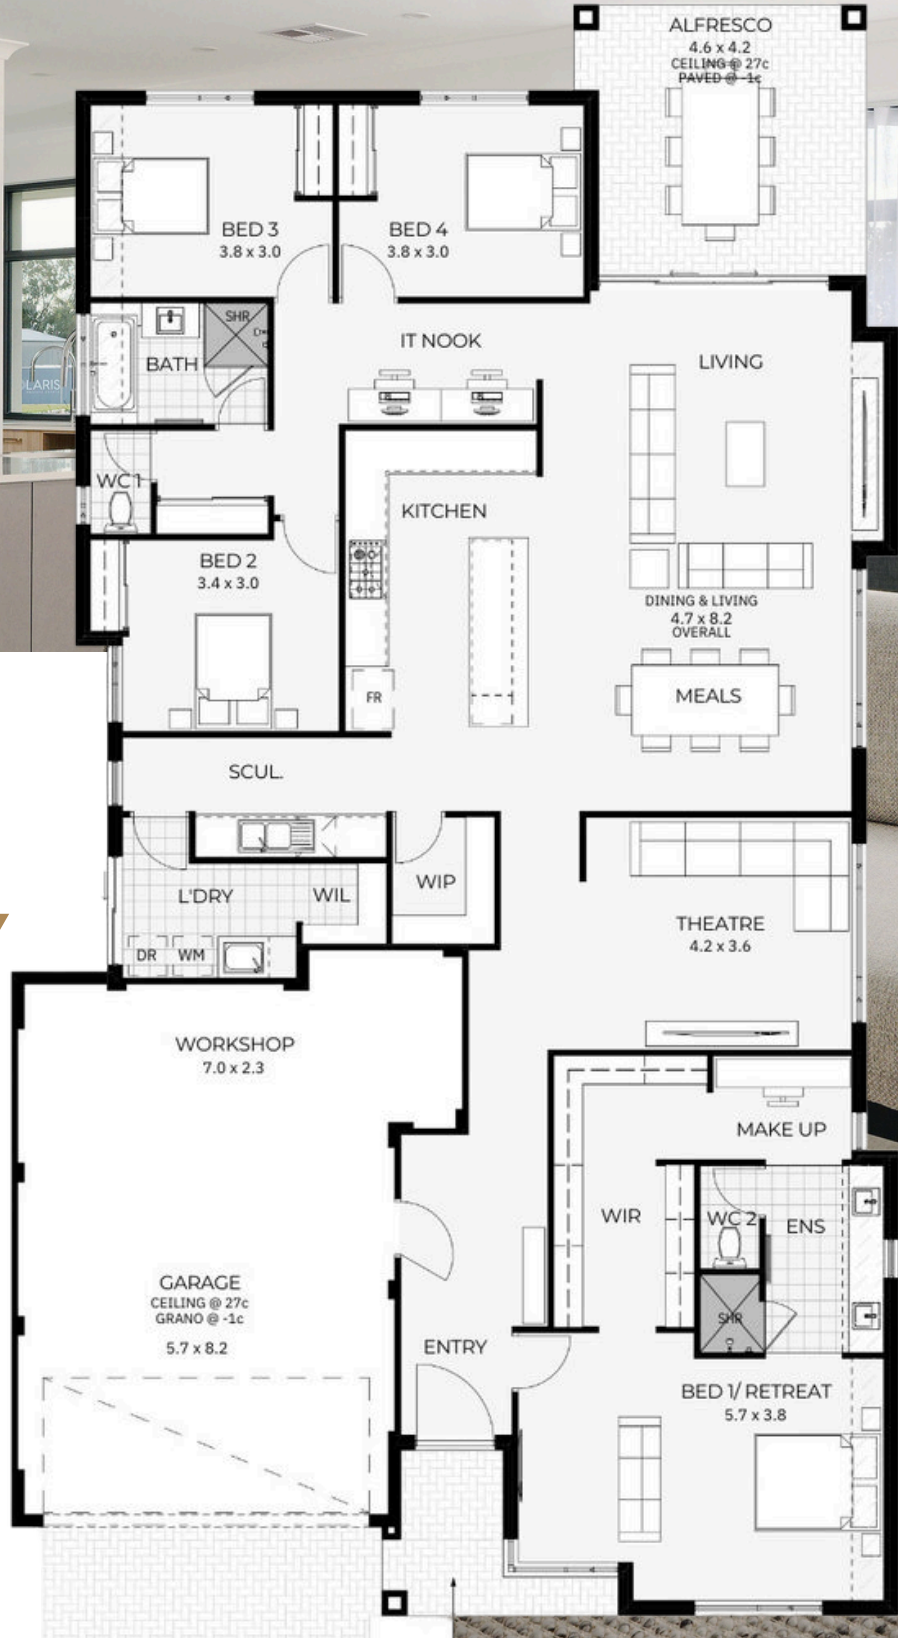 ALFRESCO
4.6 x 4.2
CEILING @ 27c
PAVED @ -1c
BED 3
3.8 x 3.0
BED 4
3.8 x 3.0
SHR
BATH
IT NOOK
LIVING
OLARIS
WC 1
KITCHEN
BED 2
3.4 x 3.0
DINING & LIVING
4.7 x 8.2
OVERALL
FR
MEALS
SCUL.
WIP
L'DRY
WIL
DR
WM
THEATRE
4.2 x 3.6
WORKSHOP
7.0 x 2.3
MAKE UP
WIR
WC 2
ENS
GARAGE
CEILING @ 27c
GRANO @ -1c
5.7 x 8.2
SHR
ENTRY
BED 1/ RETREAT
5.7 x 3.8